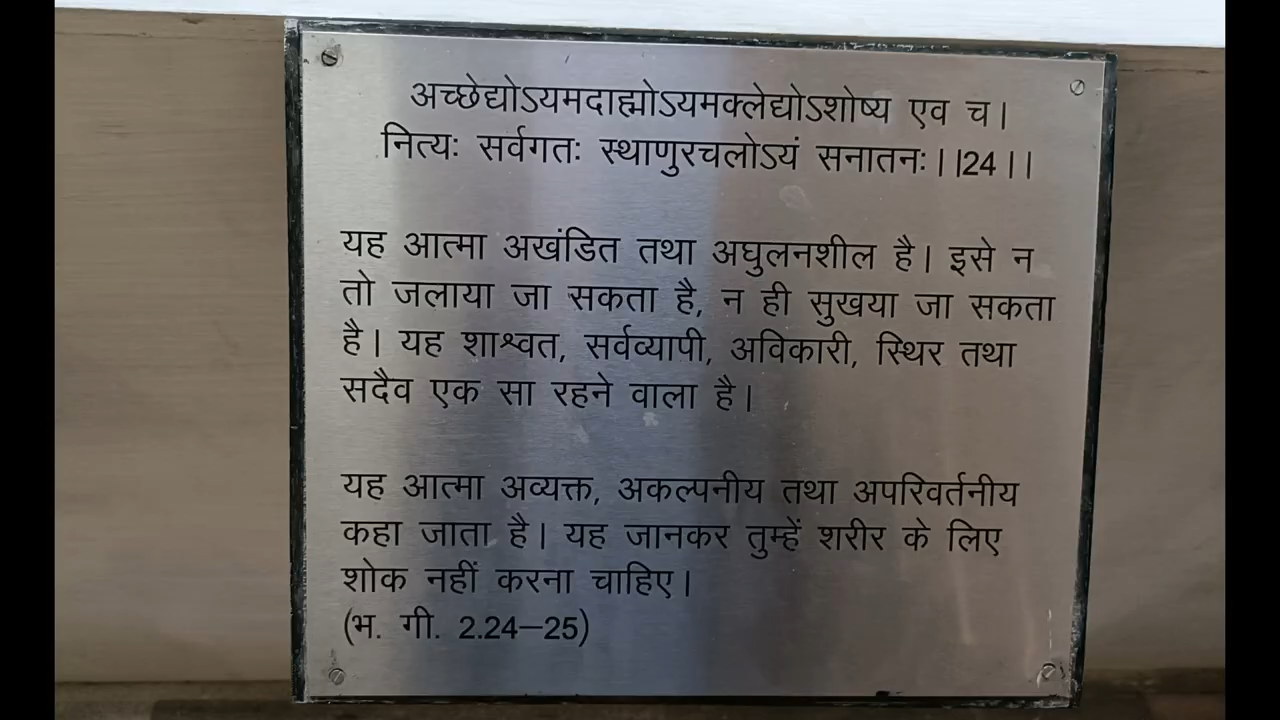 अच्छेद्योऽयमदाह्मोऽयमक्लेद्योऽशोष्य एव च।
नित्यः सर्वगतः स्थाणुरचलोऽयं सनातनः।।24।।
यह आत्मा अखंडित तथा अघुलनशील है। इसे न
तो जलाया जा सकता है, न ही सुखया जा सकता
है। यह शाश्वत, सर्वव्यापी, अविकारी, स्थिर तथा
सदैव एक सा रहने वाला है।
यह आत्मा अव्यक्त, अकल्पनीय तथा अपरिवर्तनीय
कहा जाता है। यह जानकर तुम्हें शरीर के लिए
शोक नहीं करना चाहिए।
(भ. गी. 2.24–25)